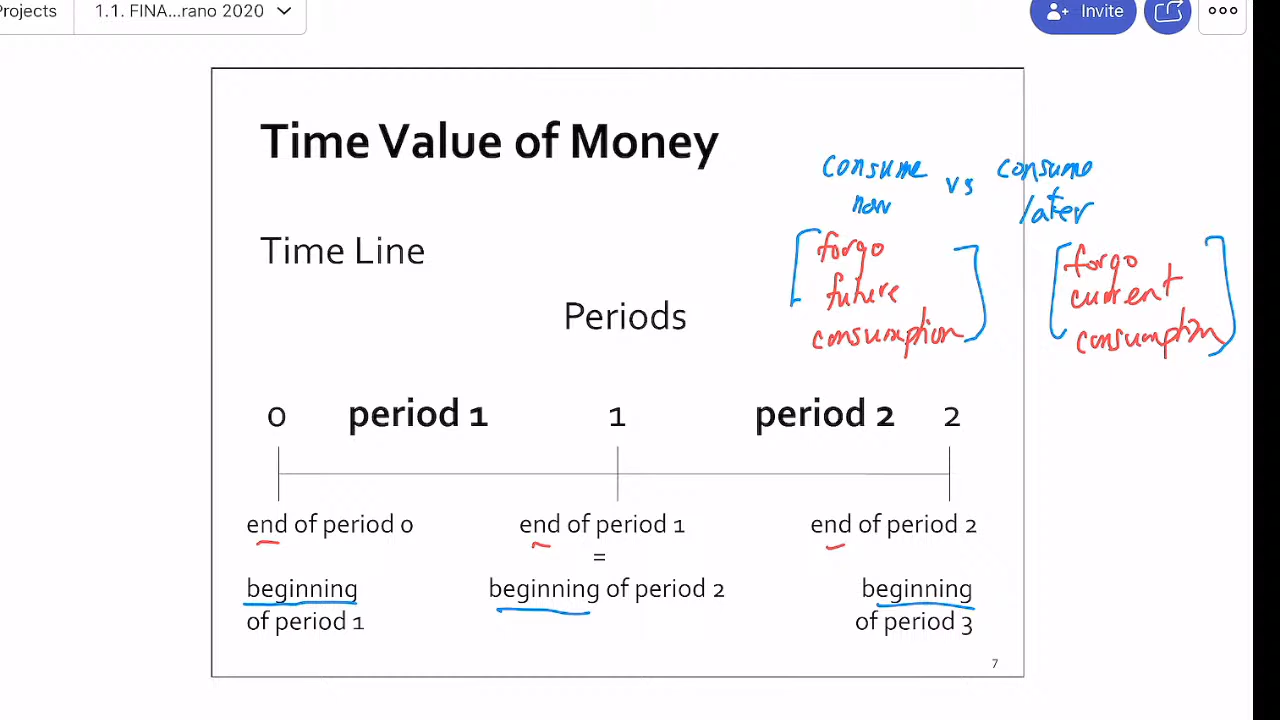 Projects
1.1. FINA...rano 2020
Invite
Time Value of Money
consume now vs consume later
[forgo future consumption]
[forgo current consumption]
Time Line
Periods
0 period 1 1 period 2 2
end of period 0 end of period 1 end of period 2
=
beginning beginning of period 2 beginning
of period 1 of period 3
7